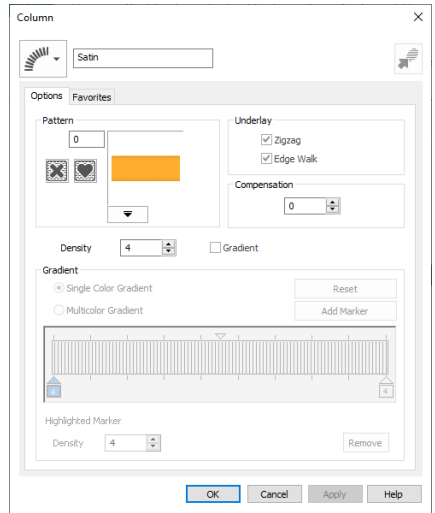 Column
Satin
Options Favorites
Pattern
0
Underlay
Zigzag
Edge Walk
Compensation
0
Density 4 Gradient
Gradient
Single Color Gradient Reset
Multicolor Gradient Add Marker
4 4
Highlighted Marker
Density 4 Remove
OK Cancel Apply Help